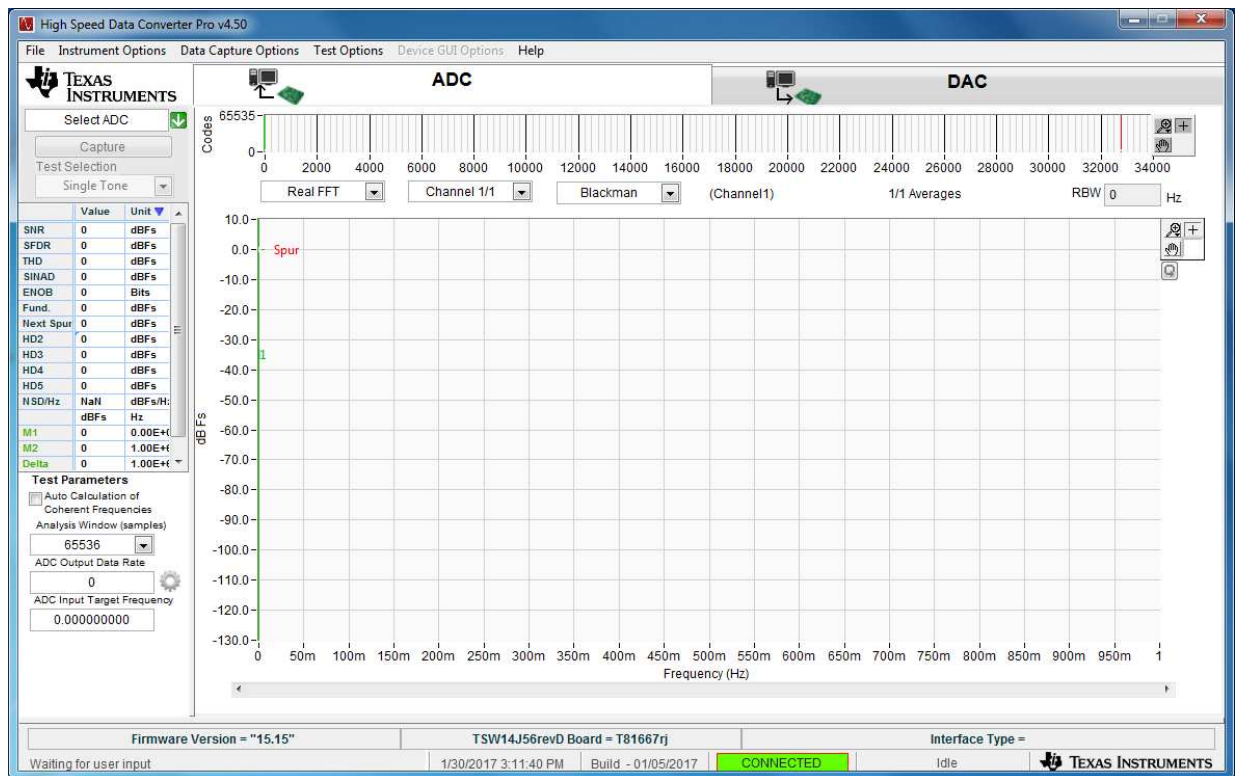 High Speed Data Converter Pro v4.50
File Instrument Options Data Capture Options Test Options Device GUI Options Help
TEXAS INSTRUMENTS
ADC
DAC
Select ADC
Capture
Test Selection
Single Tone
Value Unit
SNR 0 dBFs
SFDR 0 dBFs
THD 0 dBFs
SINAD 0 dBFs
ENOB 0 Bits
Fund. 0 dBFs
Next Spur 0 dBFs
HD2 0 dBFs
HD3 0 dBFs
HD4 0 dBFs
HD5 0 dBFs
NSD/Hz NaN dBFs/H
dBFs Hz
M1 0 0.00E+
M2 0 1.00E+
Delta 0 1.00E+
Test Parameters
Auto Calculation of
Coherent Frequencies
Analysis Window (samples)
65536
ADC Output Data Rate
0
ADC Input Target Frequency
0.000000000
Codes
65535
0
0 2000 4000 6000 8000 10000 12000 14000 16000 18000 20000 22000 24000 26000 28000 30000 32000 34000
Real FFT Channel 1/1 Blackman (Channel1) 1/1 Averages RBW 0 Hz
10.0
0.0
Spur
-10.0
-20.0
-30.0
1
-40.0
-50.0
dBFs
-60.0
-70.0
-80.0
-90.0
-100.0
-110.0
-120.0
-130.0
0 50m 100m 150m 200m 250m 300m 350m 400m 450m 500m 550m 600m 650m 700m 750m 800m 850m 900m 950m 1
Frequency (Hz)
Firmware Version = "15.15" TSW14J56revD Board = T81667rj Interface Type =
Waiting for user input 1/30/2017 3:11:40 PM Build - 01/05/2017 CONNECTED Idle TEXAS INSTRUMENTS